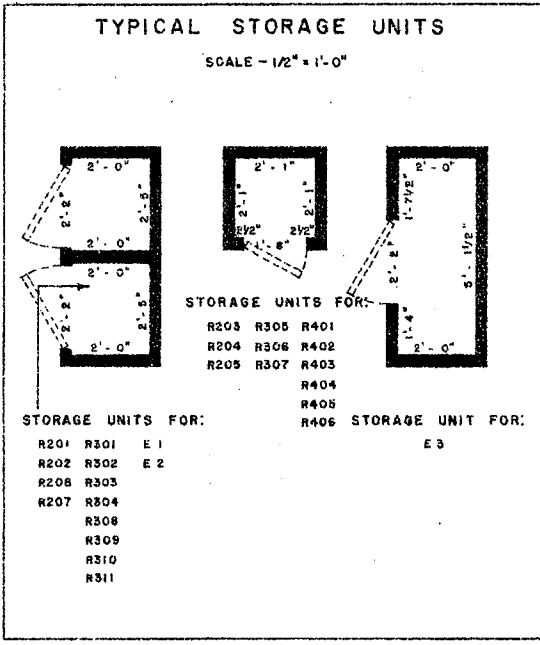 TYPICAL STORAGE UNITS
SCALE - 1/2" = 1'-0"
2'-0"
2'-2"
2'-5"
2'-0"
2'-0"
2'-2"
2'-5"
2'-0"
2'-1"
2'-1"
2'-1"
2 1/2"
2 1/2"
1'-8"
2'-0"
1'-7 1/2"
2'-2"
5'-1 1/2"
1'-4"
2'-0"
STORAGE UNITS FOR:
R203 R305 R401
R204 R306 R402
R205 R307 R403
R404
R405
R406
STORAGE UNITS FOR:
R201 R301 E1
R202 R302 E2
R206 R303
R207 R304
R308
R309
R310
R311
STORAGE UNIT FOR:
E3